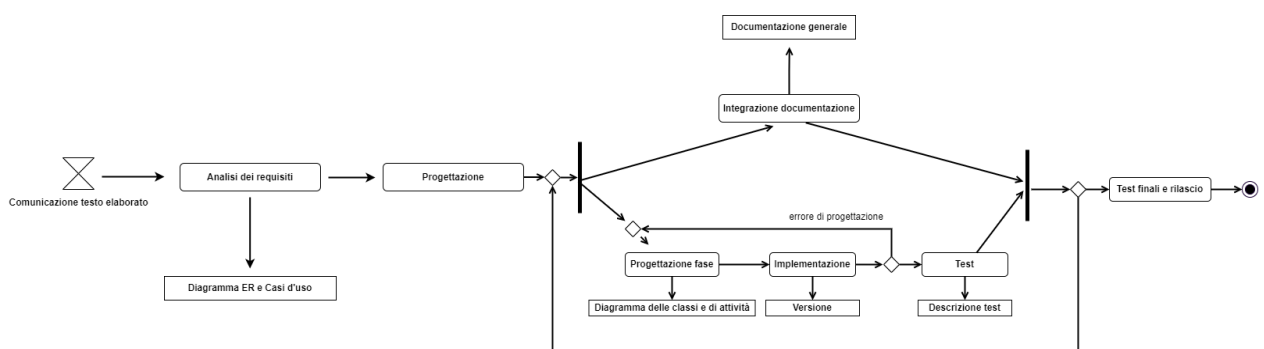 Documentazione generale
Integrazione documentazione
Comunicazione testo elaborato
Analisi dei requisiti
Progettazione
Test finali e rilascio
errore di progettazione
Progettazione fase
Implementazione
Test
Diagramma ER e Casi d'uso
Diagramma delle classi e di attività
Versione
Descrizione test